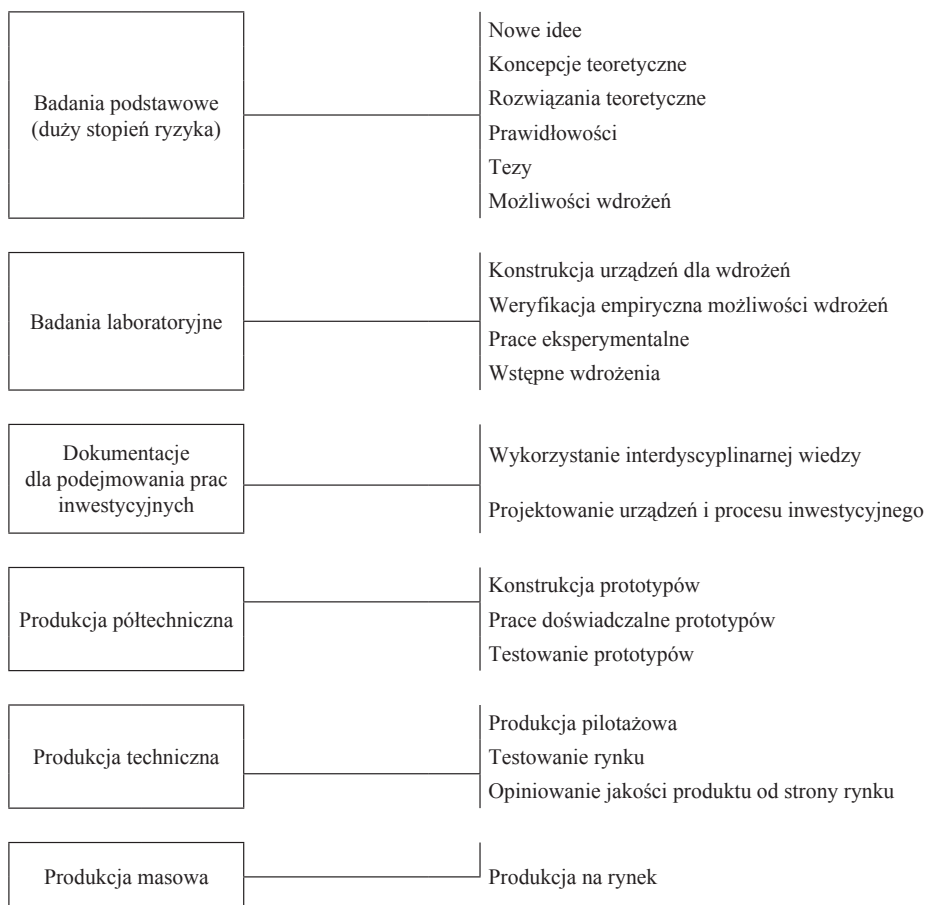 Badania podstawowe
(duży stopień ryzyka)
Nowe idee
Koncepcje teoretyczne
Rozwiązania teoretyczne
Prawidłowości
Tezy
Możliwości wdrożeń
Badania laboratoryjne
Konstrukcja urządzeń dla wdrożeń
Weryfikacja empiryczna możliwości wdrożeń
Prace eksperymentalne
Wstępne wdrożenia
Dokumentacje
dla podejmowania prac
inwestycyjnych
Wykorzystanie interdyscyplinarnej wiedzy
Projektowanie urządzeń i procesu inwestycyjnego
Produkcja półtechniczna
Konstrukcja prototypów
Prace doświadczalne prototypów
Testowanie prototypów
Produkcja techniczna
Produkcja pilotażowa
Testowanie rynku
Opiniowanie jakości produktu od strony rynku
Produkcja masowa
Produkcja na rynek